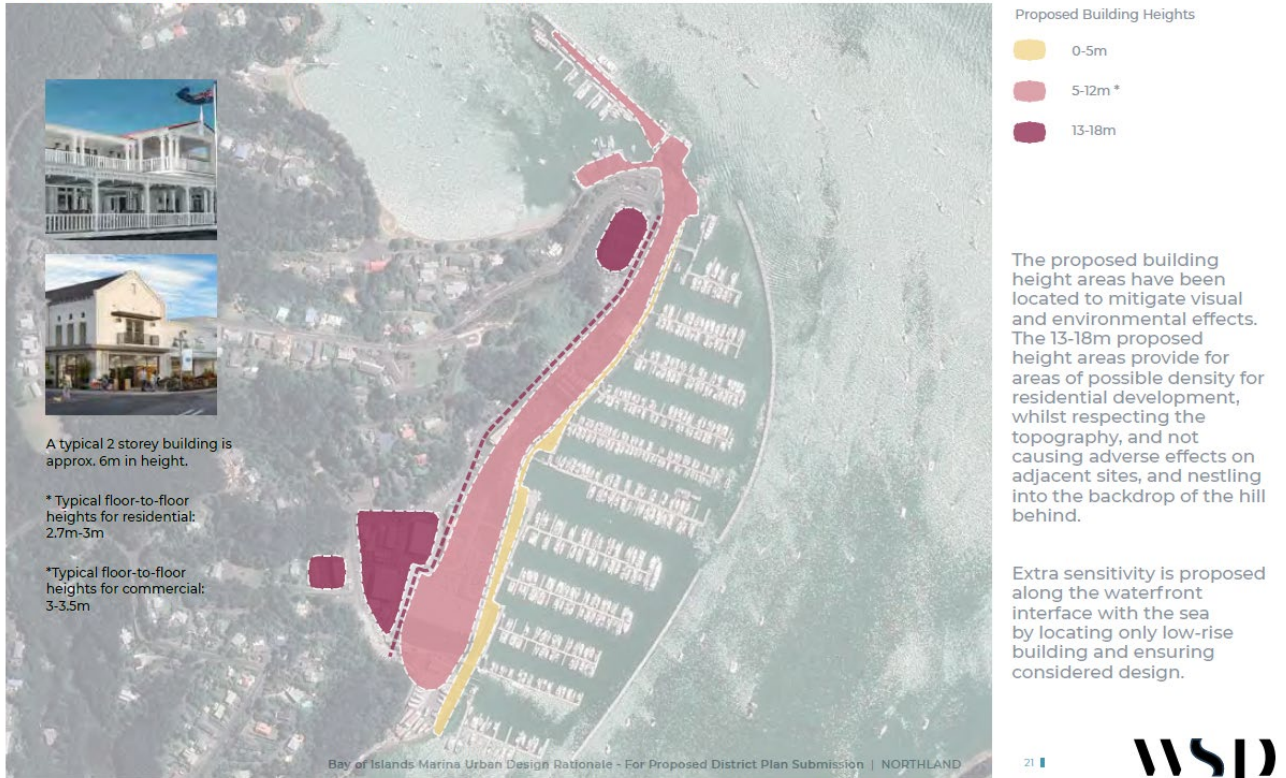 Proposed Building Heights
0-5m
5-12m *
13-18m
A typical 2 storey building is
approx. 6m in height.
* Typical floor-to-floor
heights for residential:
2.7m-3m
*Typical floor-to-floor
heights for commercial:
3-3.5m
The proposed building
height areas have been
located to mitigate visual
and environmental effects.
The 13-18m proposed
height areas provide for
areas of possible density for
residential development,
whilst respecting the
topography, and not
causing adverse effects on
adjacent sites, and nestling
into the backdrop of the hill
behind.
Extra sensitivity is proposed
along the waterfront
interface with the sea
by locating only low-rise
building and ensuring
considered design.
Bay of Islands Marina Urban Design Rationale - For Proposed District Plan Submission | NORTHLAND
21
WSD